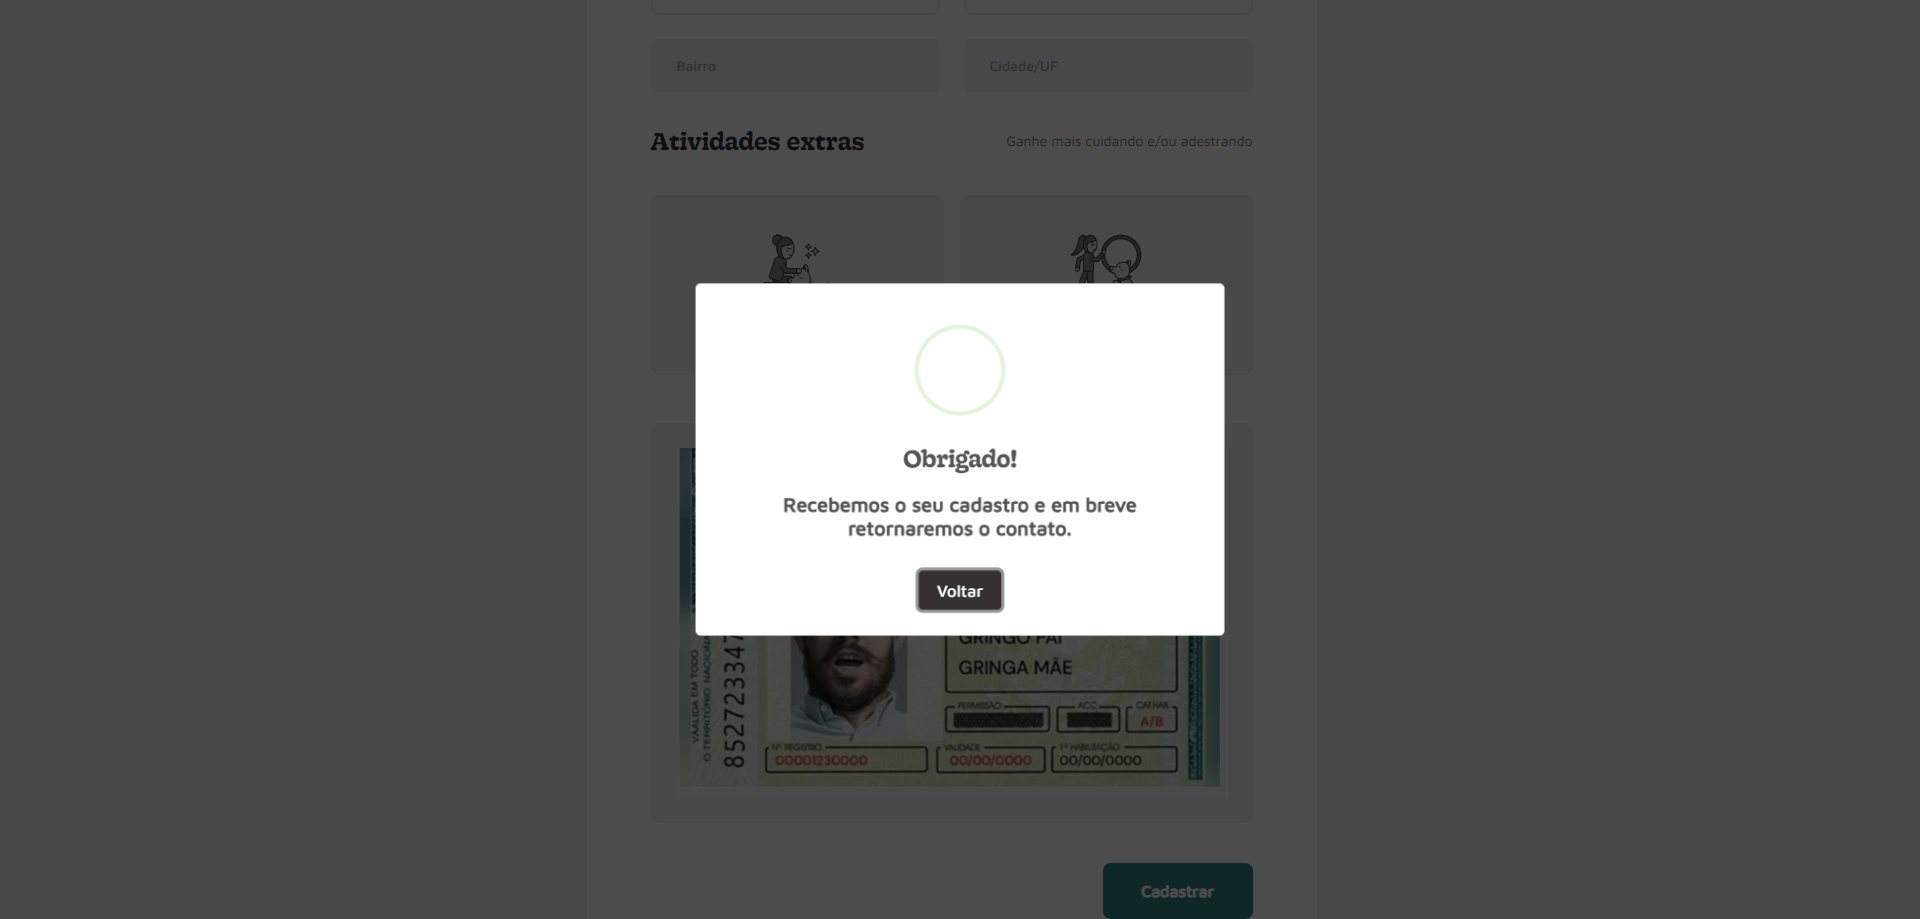 Bairro
Cidade/UF
Atividades extras
Ganhe mais cuidando e/ou adestrando
Obrigado!
Recebemos o seu cadastro e em breve
retornaremos o contato.
Voltar
GRINGO PAI
GRINGA MÃE
VÁALIDA EM TODO
O TERRITÓRIO NACIONA
852723347
PERMISSÃO
ACC
CAT.HAB
A/B
Nº REGISTRO
00001230000
VALIDADE
00/00/0000
1ª HABILITAÇÃO
00/00/0000
Cadastrar